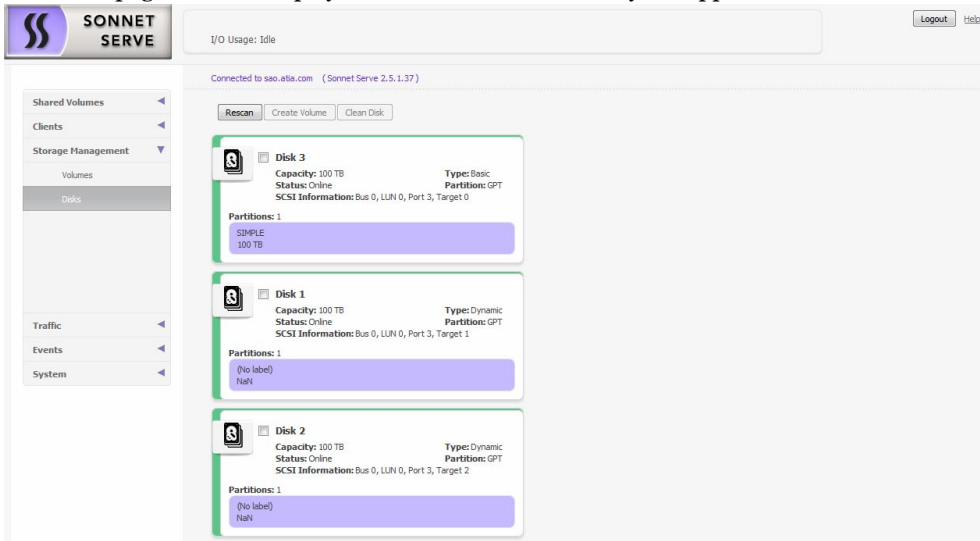 SONNET
SERVE
I/O Usage: Idle
Logout Help
Connected to sao.atia.com (Sonnet Serve 2.5.1.37)
Shared Volumes
Clients
Storage Management
Volumes
Disks
Traffic
Events
System
Rescan Create Volume Clean Disk
Disk 3
Capacity: 100 TB Type: Basic
Status: Online Partition: GPT
SCSI Information: Bus 0, LUN 0, Port 3, Target 0
Partitions: 1
SIMPLE
100 TB
Disk 1
Capacity: 100 TB Type: Dynamic
Status: Online Partition: GPT
SCSI Information: Bus 0, LUN 0, Port 3, Target 1
Partitions: 1
(No label)
NaN
Disk 2
Capacity: 100 TB Type: Dynamic
Status: Online Partition: GPT
SCSI Information: Bus 0, LUN 0, Port 3, Target 2
Partitions: 1
(No label)
NaN